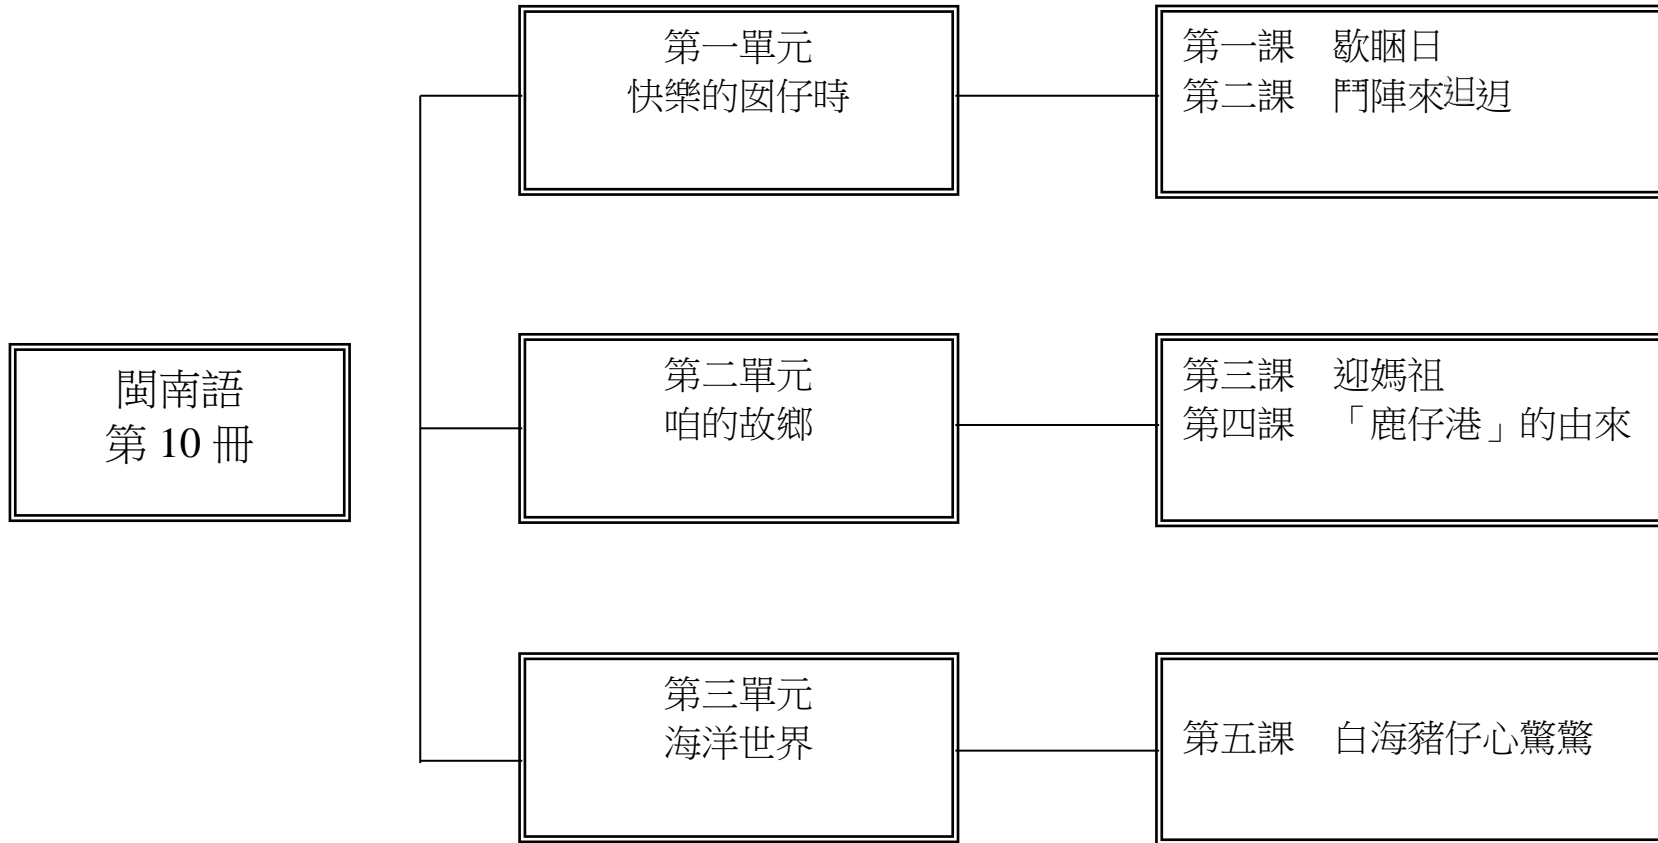 閩南語
第 10 冊
第一單元
快樂的囡仔時
第一課　歇睏日
第二課　鬥陣來𨑨迌
第二單元
咱的故鄉
第三課　迎媽祖
第四課　「鹿仔港」的由來
第三單元
海洋世界
第五課　白海豬仔心驚驚